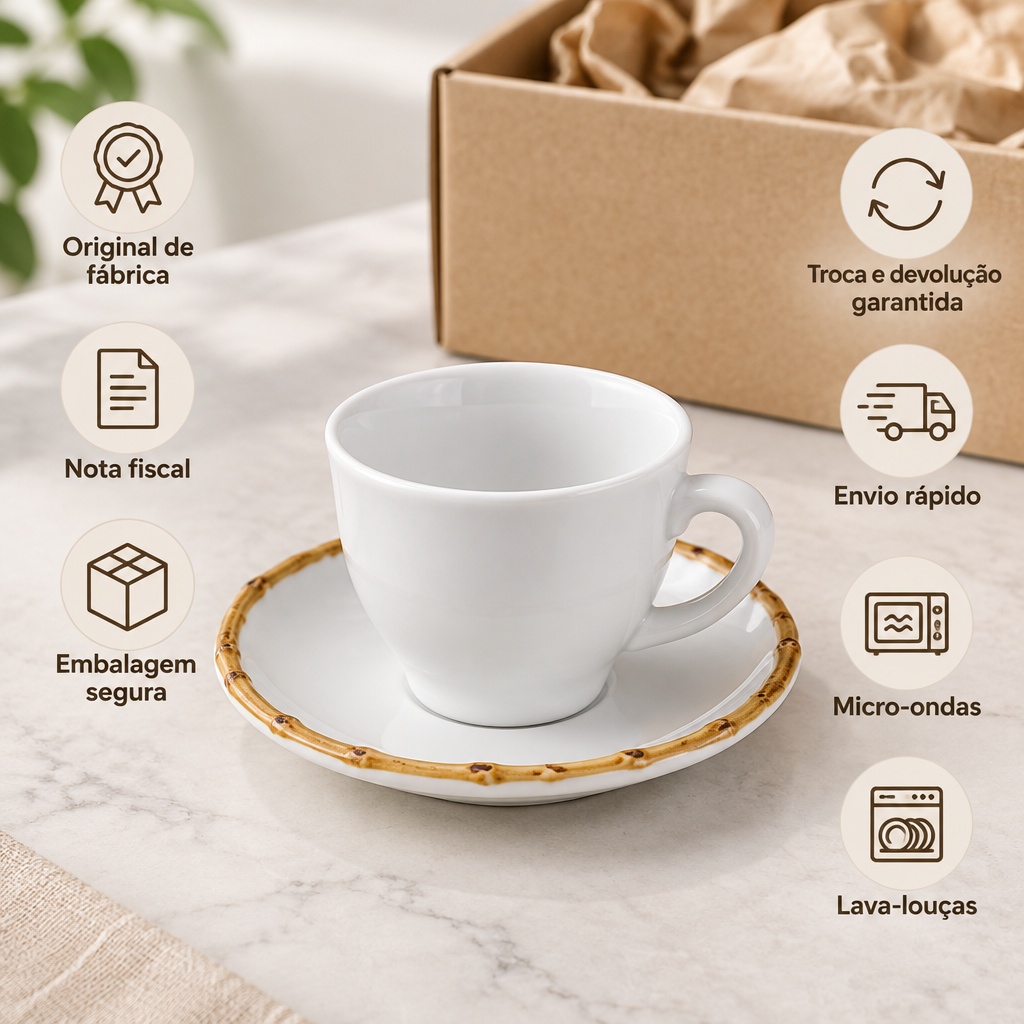 Original de
fábrica
Nota fiscal
Embalagem
segura
Troca e devolução
garantida
Envio rápido
Micro-ondas
Lava-louças